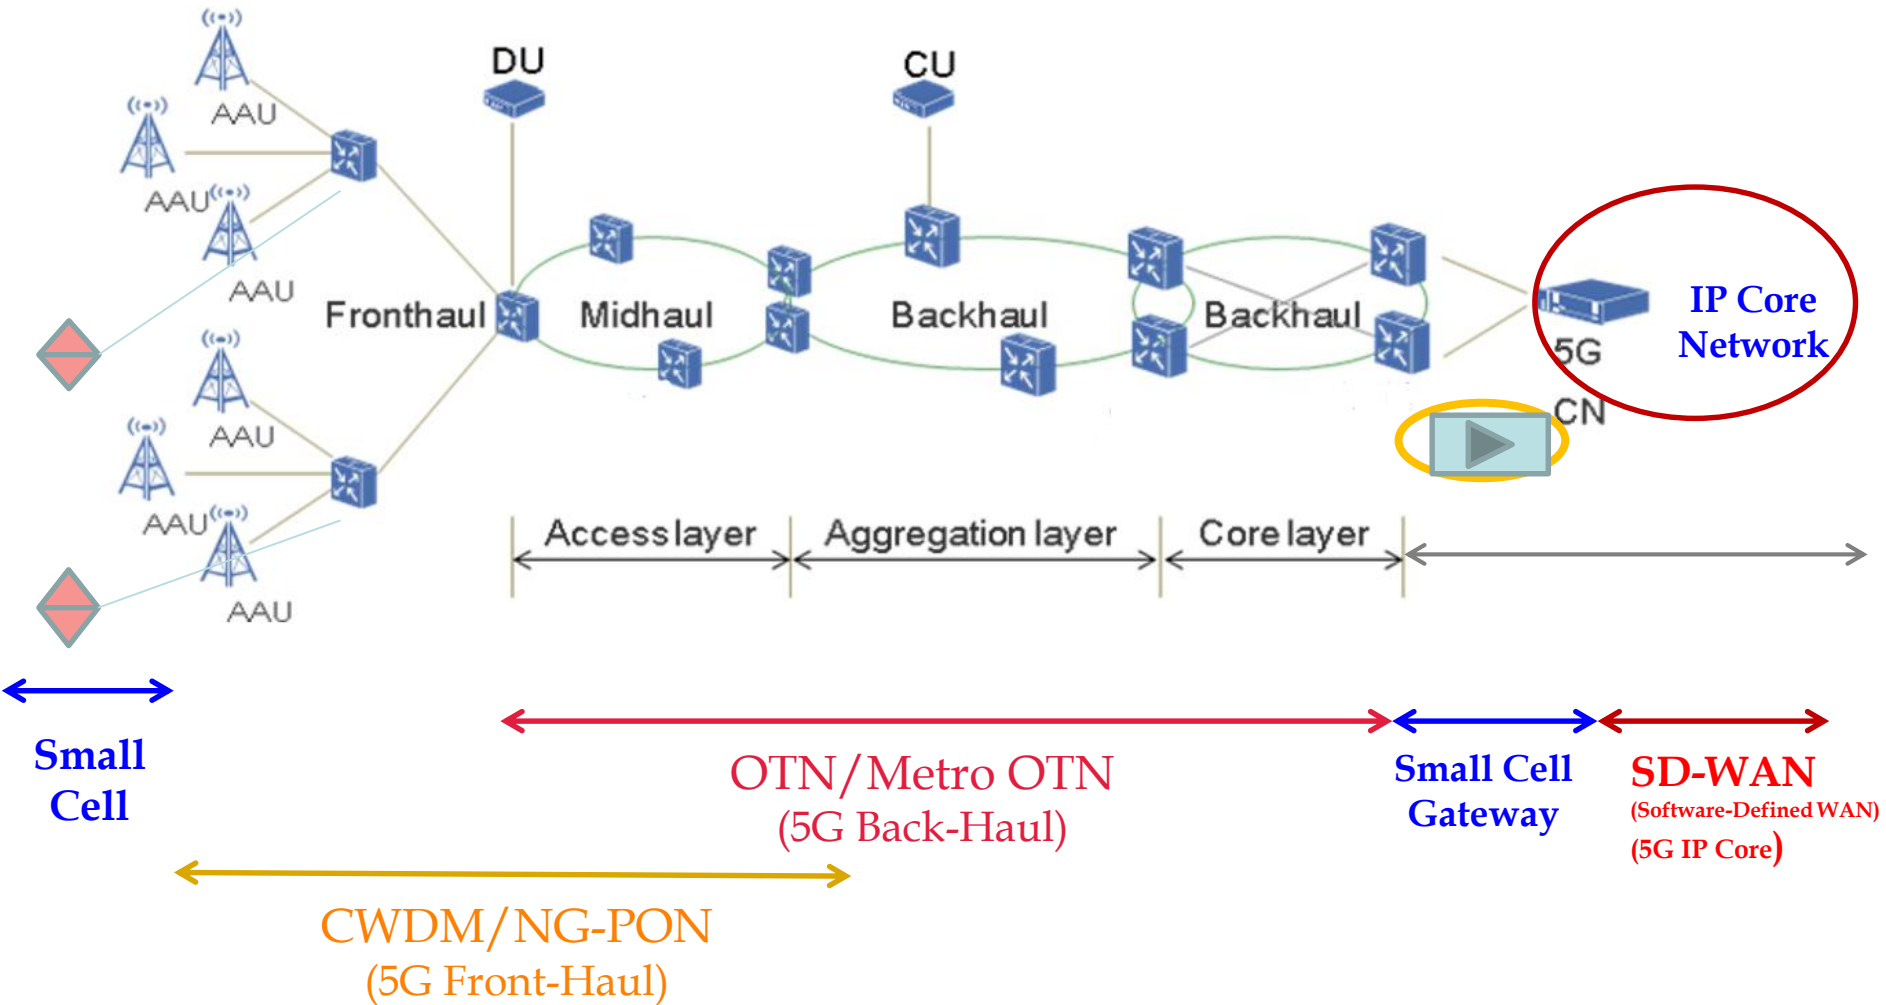 DU
CU
AAU
AAU
AAU
Fronthaul
Midhaul
Backhaul
Backhaul
IP Core
Network
5G
CN
AAU
AAU
AAU
Access layer
Aggregation layer
Core layer
Small
Cell
OTN/Metro OTN
(5G Back-Haul)
Small Cell
Gateway
SD-WAN
(Software-Defined WAN)
(5G IP Core)
CWDM/NG-PON
(5G Front-Haul)